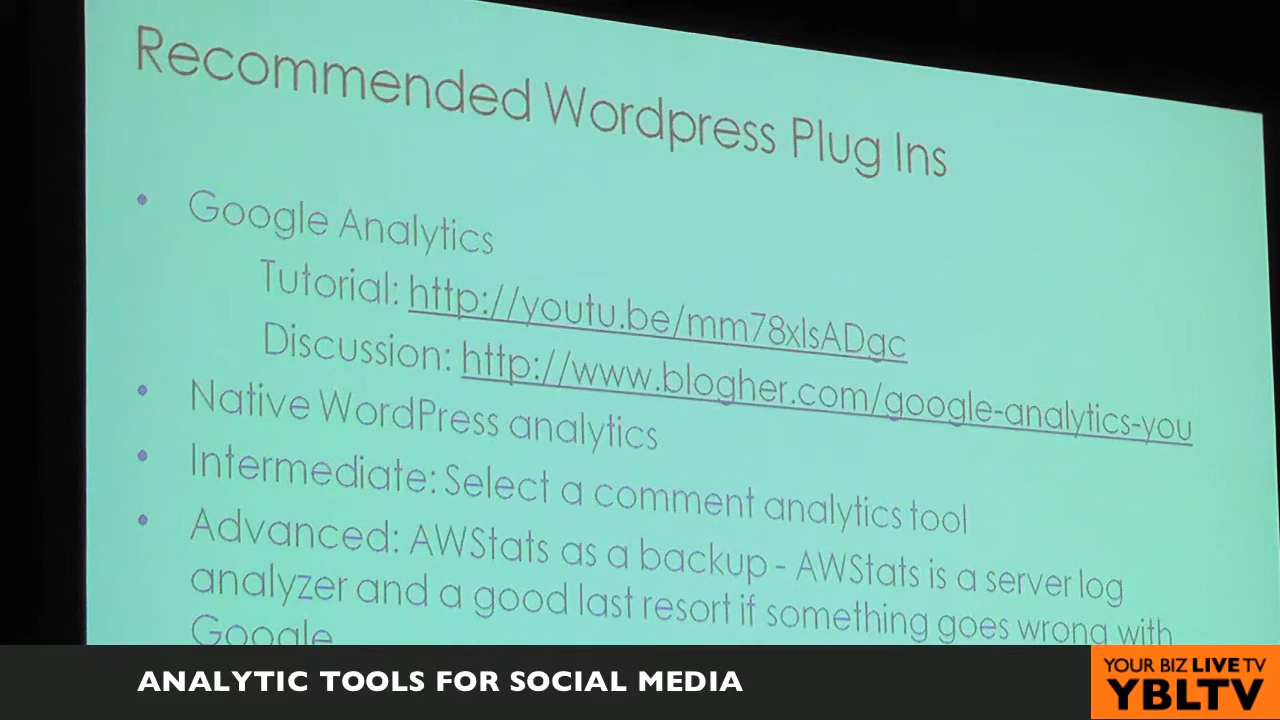 Recommended Wordpress Plug Ins
• Google Analytics
Tutorial: http://youtu.be/mm78xlsADgc
Discussion: http://www.blogher.com/google-analytics-you
• Native WordPress analytics
• Intermediate: Select a comment analytics tool
• Advanced: AWStats as a backup - AWStats is a server log
analyzer and a good last resort if something goes wrong with
Google
ANALYTIC TOOLS FOR SOCIAL MEDIA
YOUR BIZ LIVE TV
YBLTV